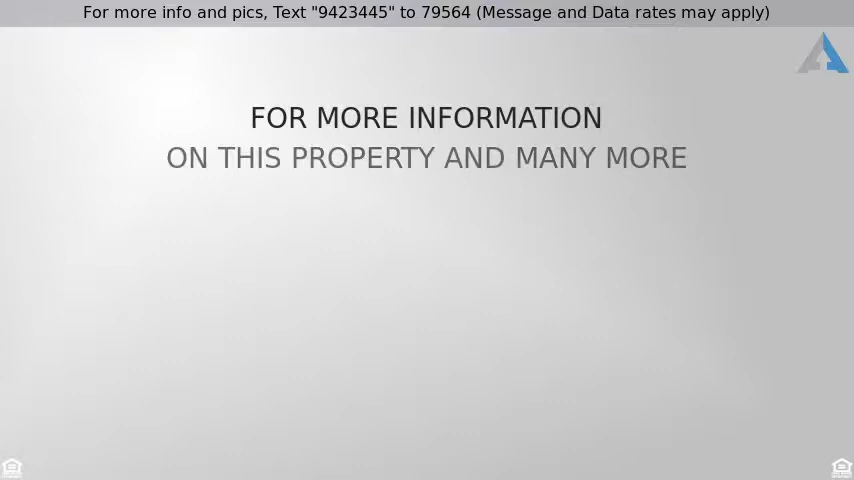 For more info and pics, Text "9423445" to 79564 (Message and Data rates may apply)
FOR MORE INFORMATION
ON THIS PROPERTY AND MANY MORE